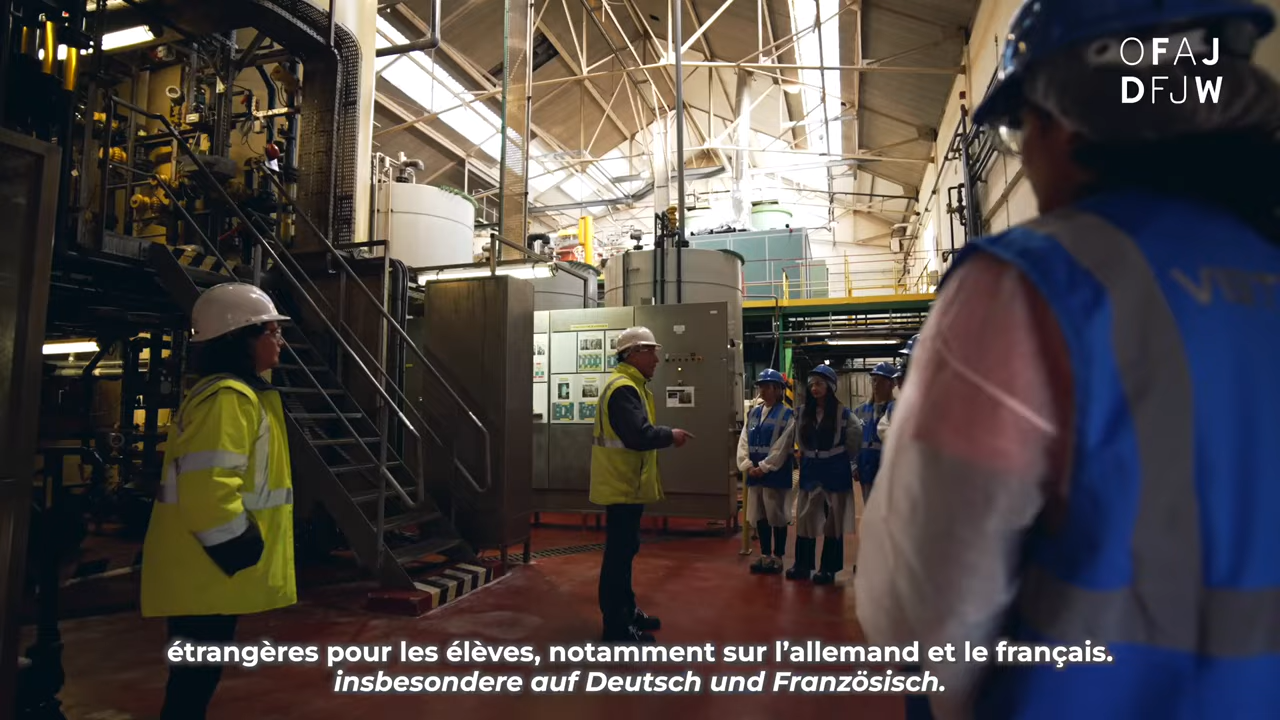 OFAJ
DFJW
étrangères pour les élèves, notamment sur l’allemand et le français.
insbesondere auf Deutsch und Französisch.